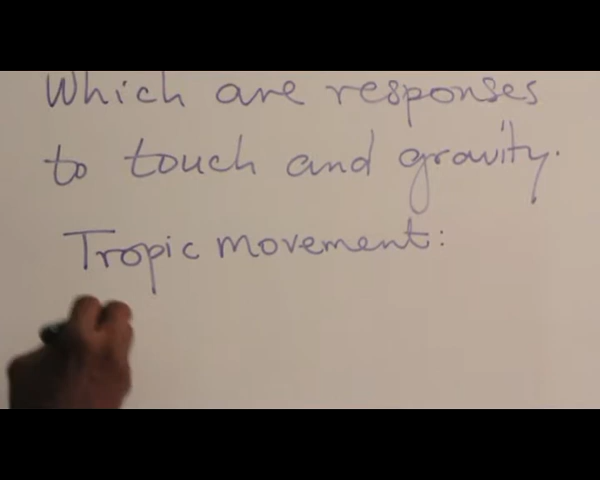 Which are responses
to touch and gravity.
Tropic movement: